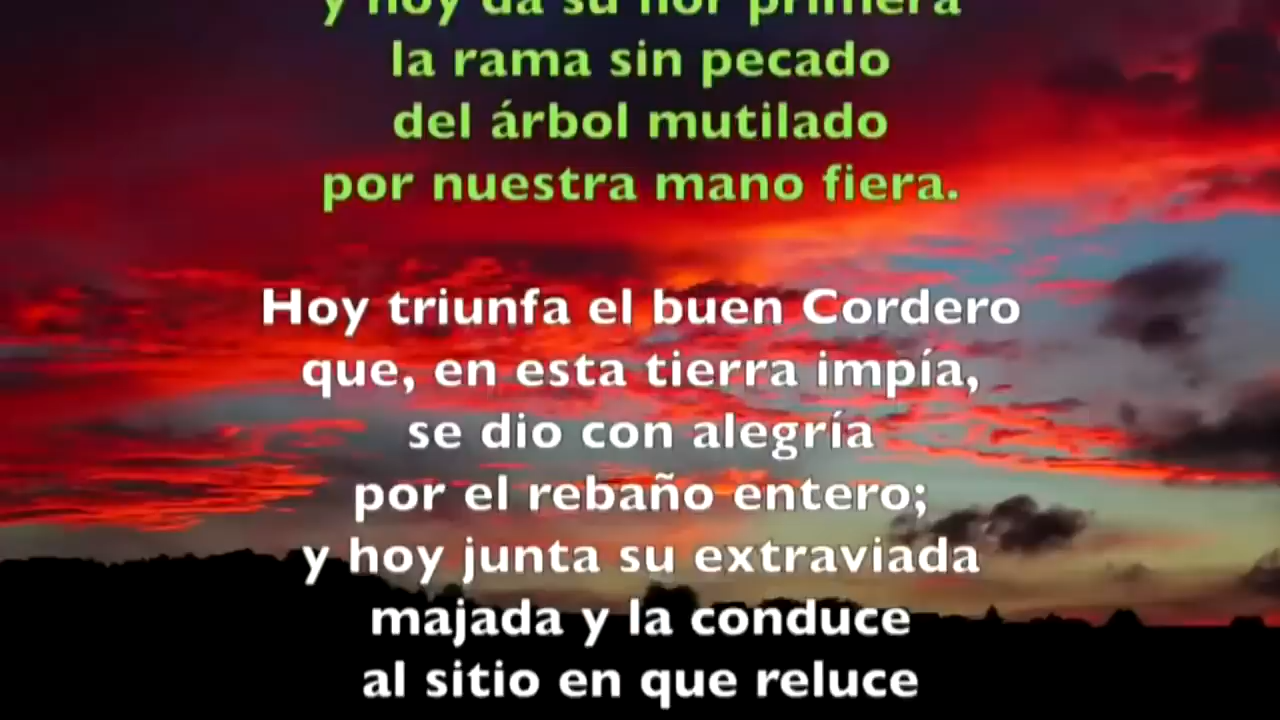 y hoy da su flor primera
la rama sin pecado
del árbol mutilado
por nuestra mano fiera.
Hoy triunfa el buen Cordero
que, en esta tierra impía,
se dio con alegría
por el rebaño entero;
y hoy junta su extraviada
majada y la conduce
al sitio en que reluce